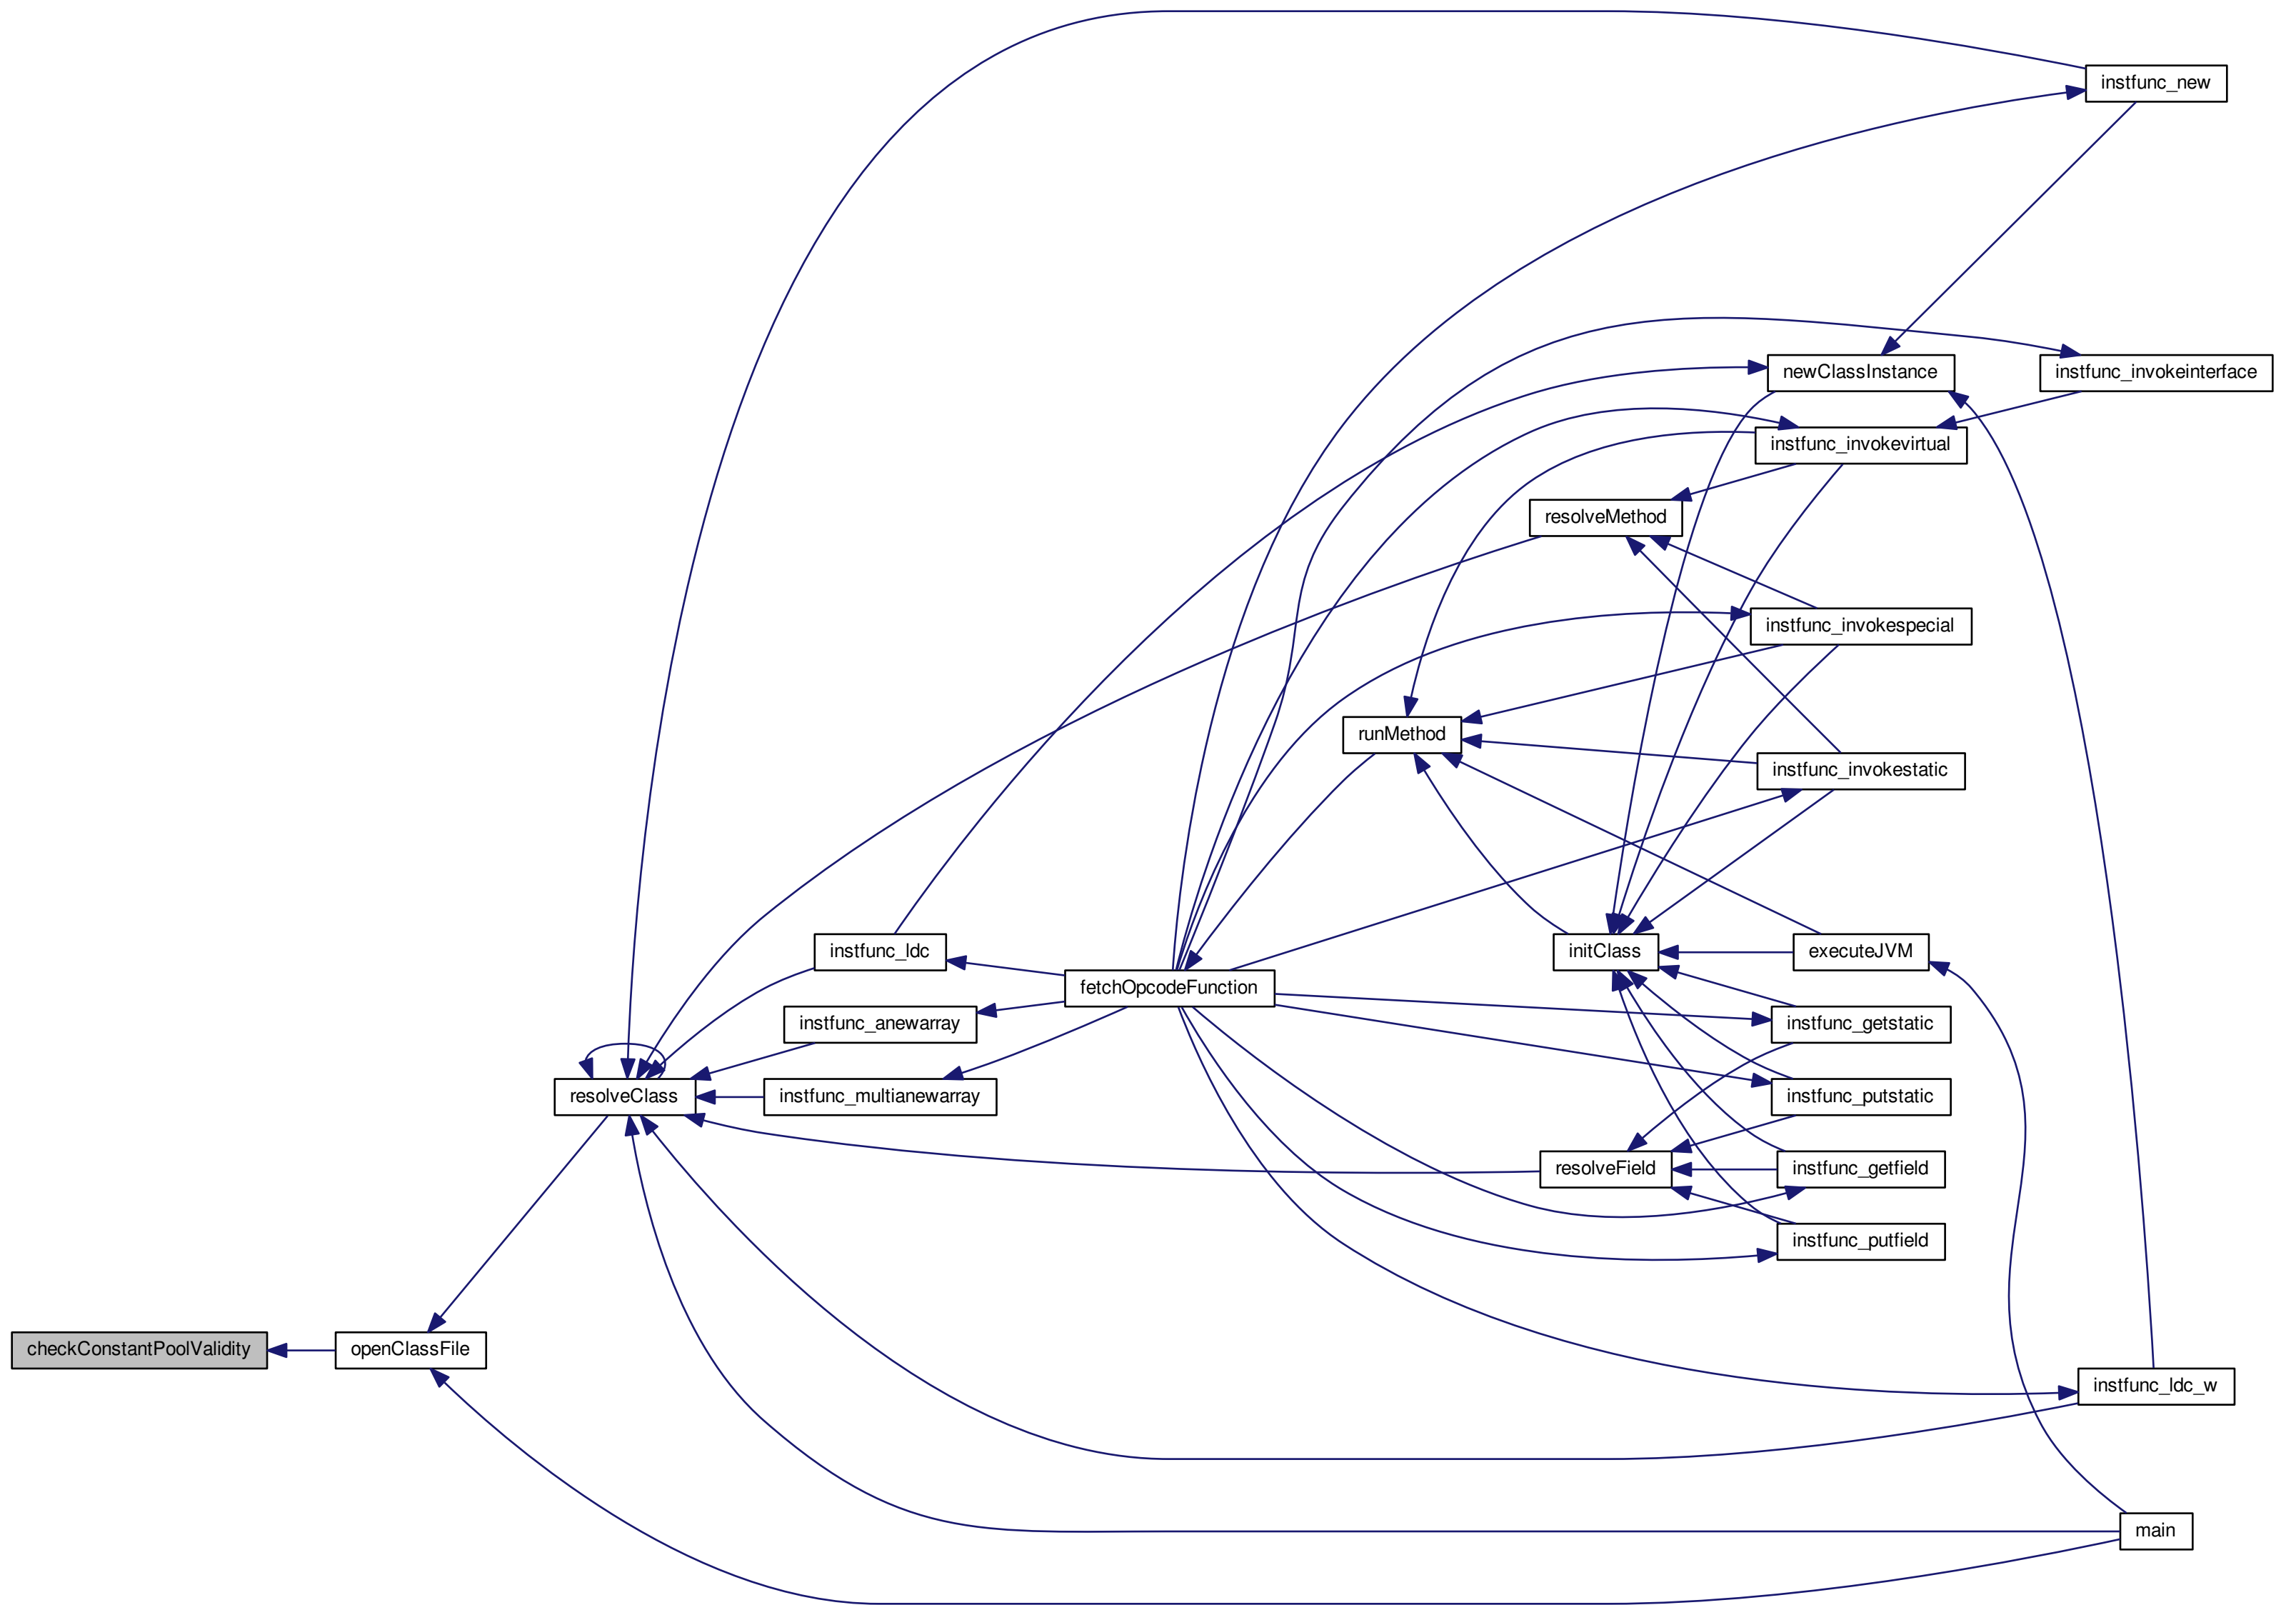 instfunc_new
newClassInstance
instfunc_invokeinterface
instfunc_invokevirtual
resolveMethod
instfunc_invokespecial
runMethod
instfunc_invokestatic
instfunc_ldc
initClass
executeJVM
fetchOpcodeFunction
instfunc_anewarray
instfunc_getstatic
resolveClass
instfunc_multianewarray
instfunc_putstatic
resolveField
instfunc_getfield
instfunc_putfield
checkConstantPoolValidity
openClassFile
instfunc_ldc_w
main